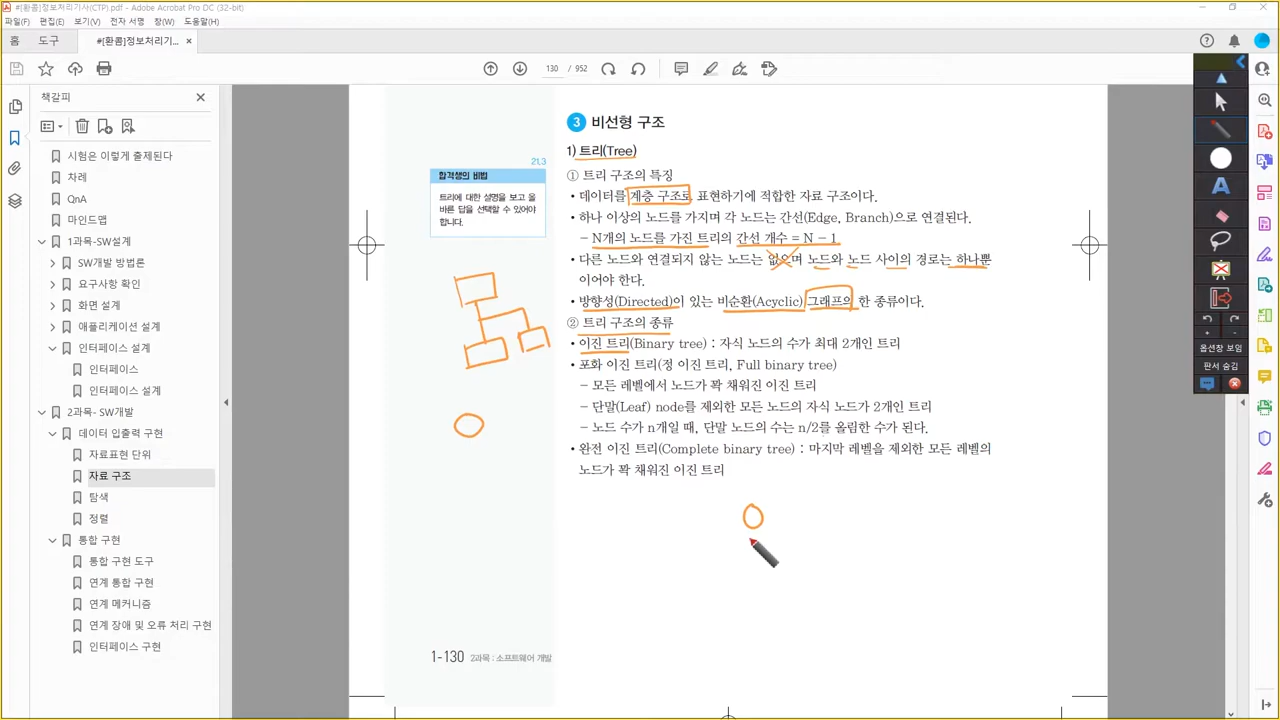 #[환콤]정보처리기사(CTP).pdf - Adobe Acrobat Pro DC (32-bit)
파일(F) 편집(E) 보기(V) 전자 서명 창(W) 도움말(H)
홈 도구 #[환콤]정보처리기... ×
130 / 952
책갈피
시험은 이렇게 출제된다
차례
QnA
마인드맵
1과목-SW설계
SW개발 방법론
요구사항 확인
화면 설계
애플리케이션 설계
인터페이스 설계
인터페이스
인터페이스 설계
2과목- SW개발
데이터 입출력 구현
자료표현 단위
자료 구조
탐색
정렬
통합 구현
통합 구현 도구
연계 통합 구현
연계 메커니즘
연계 장애 및 오류 처리 구현
인터페이스 구현
21.3
합격생의 비법
트리에 대한 설명을 보고 올
바른 답을 선택할 수 있어야
합니다.
3 비선형 구조
1) 트리(Tree)
① 트리 구조의 특징
• 데이터를 계층 구조로 표현하기에 적합한 자료 구조이다.
• 하나 이상의 노드를 가지며 각 노드는 간선(Edge, Branch)으로 연결된다.
- N개의 노드를 가진 트리의 간선 개수 = N - 1
• 다른 노드와 연결되지 않는 노드는 없으며 노드와 노드 사이의 경로는 하나뿐
이어야 한다.
• 방향성(Directed)이 있는 비순환(Acyclic) 그래프의 한 종류이다.
② 트리 구조의 종류
• 이진 트리(Binary tree) : 자식 노드의 수가 최대 2개인 트리
• 포화 이진 트리(정 이진 트리, Full binary tree)
- 모든 레벨에서 노드가 꽉 채워진 이진 트리
- 단말(Leaf) node를 제외한 모든 노드의 자식 노드가 2개인 트리
- 노드 수가 n개일 때, 단말 노드의 수는 n/2를 올림한 수가 된다.
• 완전 이진 트리(Complete binary tree) : 마지막 레벨을 제외한 모든 레벨의
노드가 꽉 채워진 이진 트리
1-130 2과목 : 소프트웨어 개발
A
옵션창 보임
판서 숨김